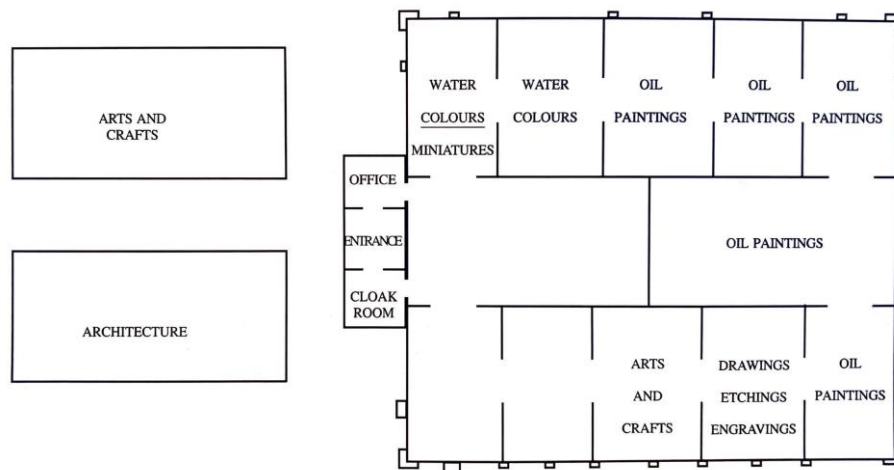 ARTS AND
CRAFTS
ARCHITECTURE
OFFICE
ENTRANCE
CLOAK
ROOM
WATER
COLOURS
MINIATURES
WATER
COLOURS
OIL
PAINTINGS
OIL
PAINTINGS
OIL
PAINTINGS
OIL PAINTINGS
ARTS
AND
CRAFTS
DRAWINGS
ETCHINGS
ENGRAVINGS
OIL
PAINTINGS